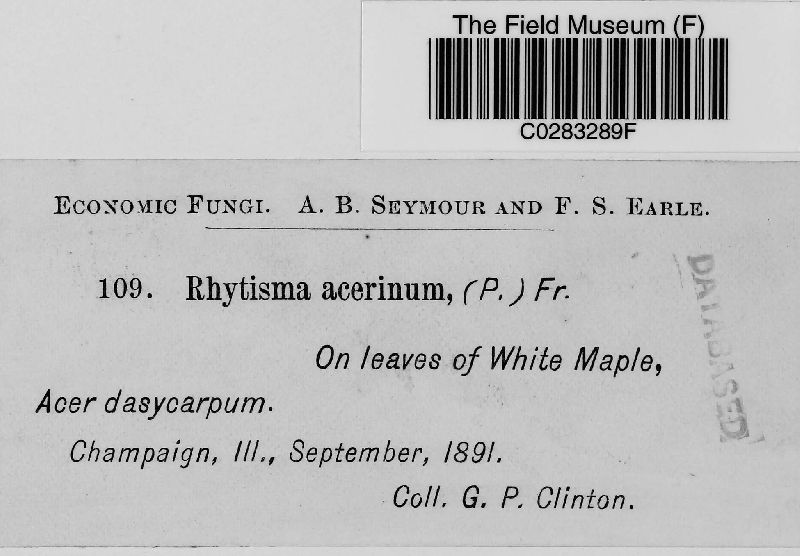 The Field Museum (F)
C0283289F
ECONOMIC FUNGI. A. B. SEYMOUR AND F. S. EARLE.
109. Rhytisma acerinum, (P.) Fr.
On leaves of White Maple,
Acer dasycarpum.
Champaign, Ill., September, 1891.
Coll. G. P. Clinton.
DATABASED